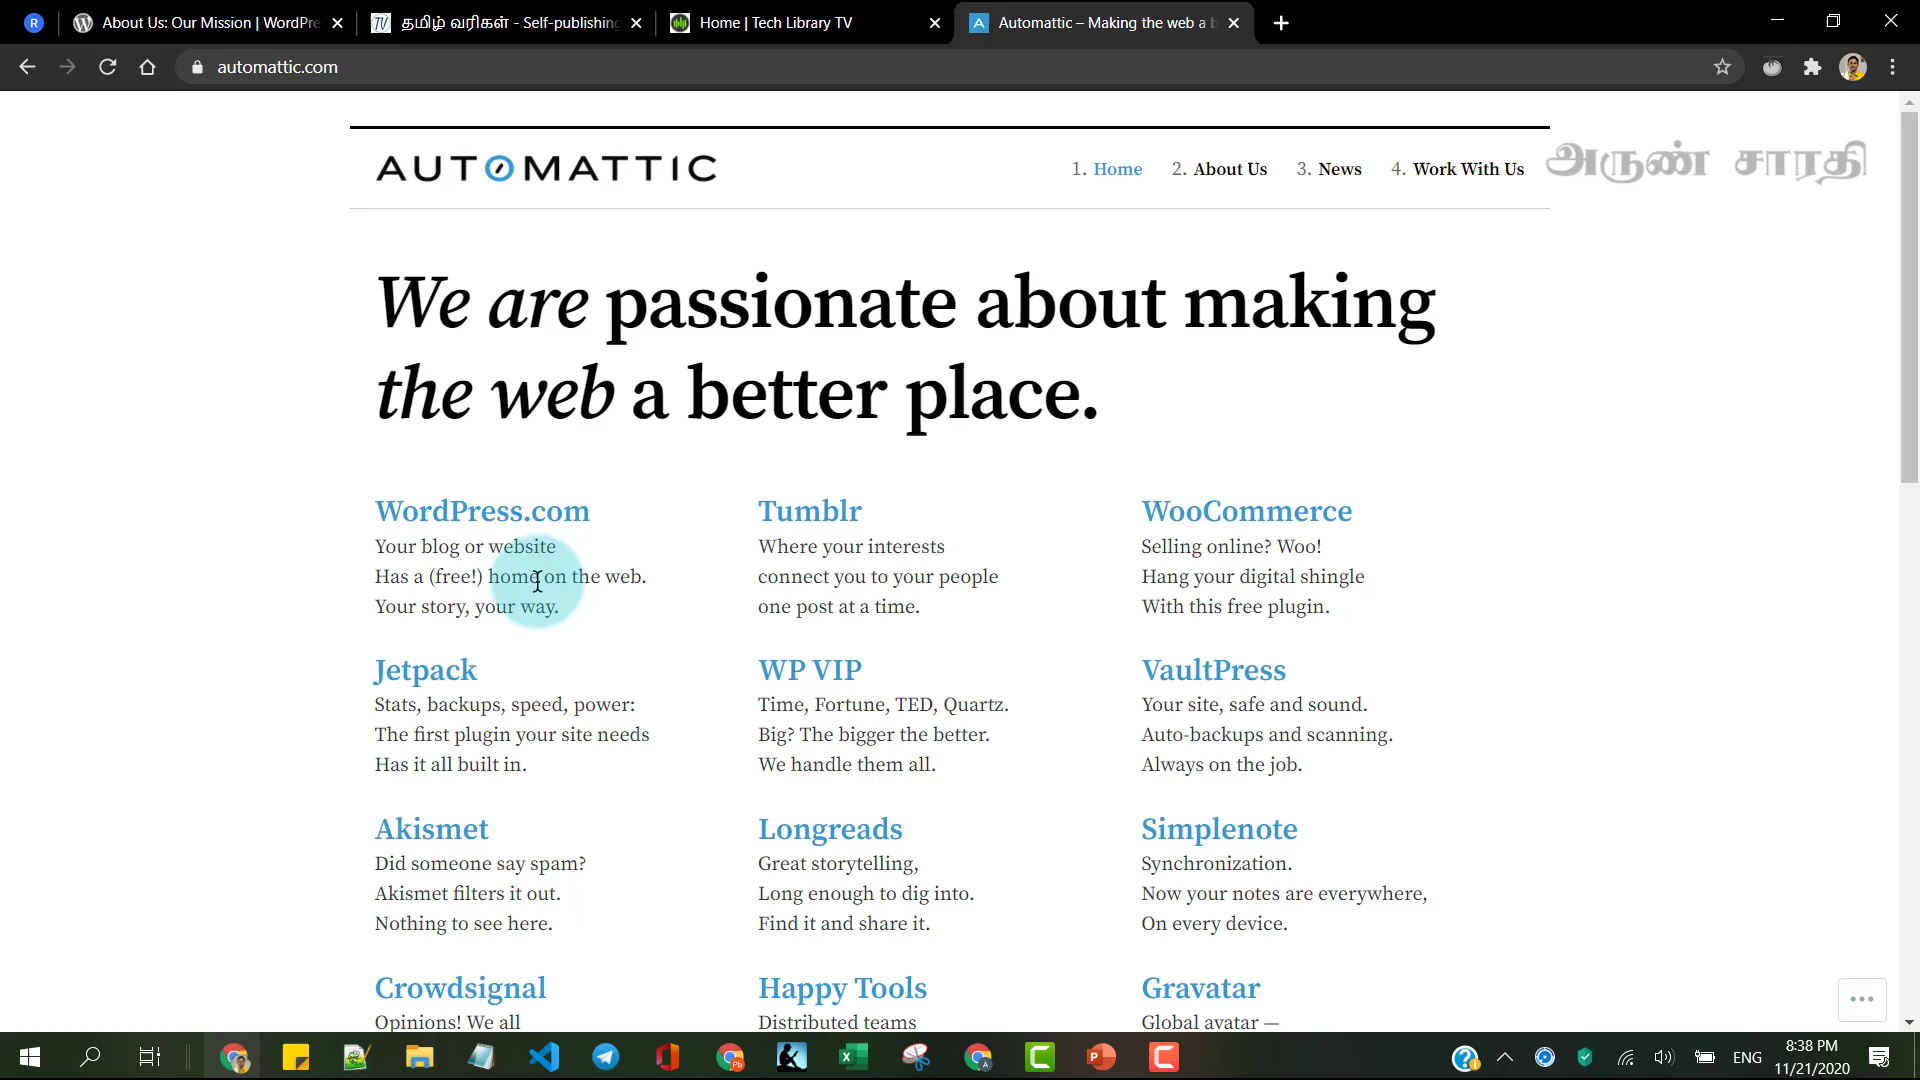 About Us: Our Mission | WordPre
தமிழ் வரிகள் - Self-publishing
Home | Tech Library TV
Automattic – Making the web a b
automattic.com
AUTOMATTIC
1. Home 2. About Us 3. News 4. Work With Us
அருண் சாரதி
We are passionate about making
the web a better place.
WordPress.com
Your blog or website
Has a (free!) home on the web.
Your story, your way.
Tumblr
Where your interests
connect you to your people
one post at a time.
WooCommerce
Selling online? Woo!
Hang your digital shingle
With this free plugin.
Jetpack
Stats, backups, speed, power:
The first plugin your site needs
Has it all built in.
WP VIP
Time, Fortune, TED, Quartz.
Big? The bigger the better.
We handle them all.
VaultPress
Your site, safe and sound.
Auto-backups and scanning.
Always on the job.
Akismet
Did someone say spam?
Akismet filters it out.
Nothing to see here.
Longreads
Great storytelling,
Long enough to dig into.
Find it and share it.
Simplenote
Synchronization.
Now your notes are everywhere,
On every device.
Crowdsignal
Opinions! We all
Happy Tools
Distributed teams
Gravatar
Global avatar —
ENG
8:38 PM
11/21/2020